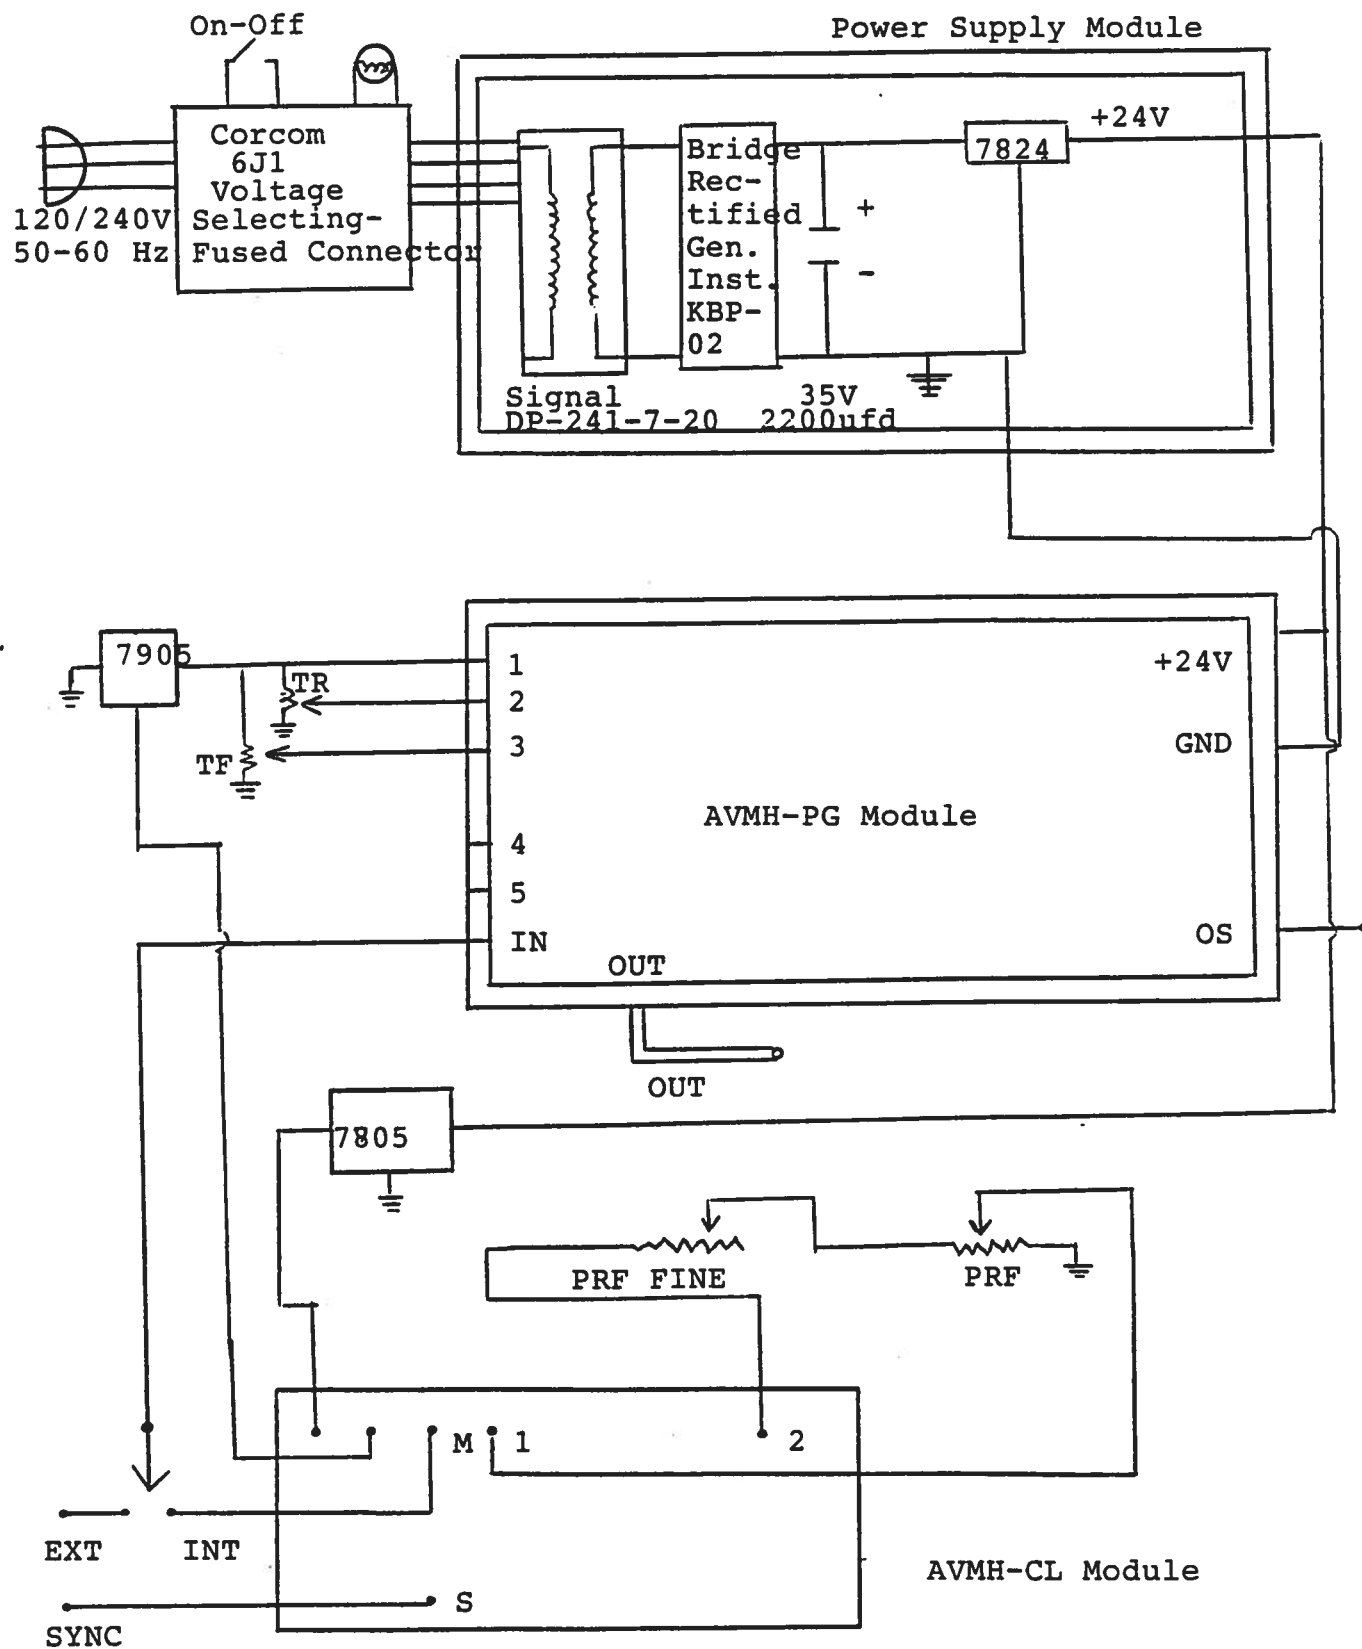 On-Off
Power Supply Module
Corcom
6J1
Voltage
Selecting-
Fused Connector
120/240V
50-60 Hz
Bridge
Rec-
tified
Gen.
Inst.
KBP-
02
+
-
7824
+24V
Signal
DP-241-7-20
35V
2200ufd
7905
TR
TF
1
2
3
4
5
IN
OUT
+24V
GND
OS
AVMH-PG Module
OUT
7805
PRF FINE
PRF
M
1
2
EXT
INT
S
SYNC
AVMH-CL Module